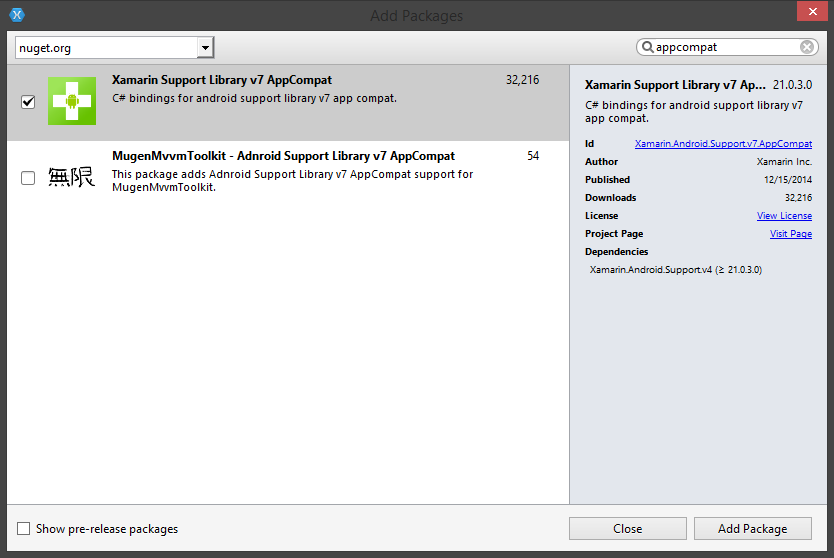 Add Packages
nuget.org
appcompat
Xamarin Support Library v7 AppCompat
32,216
C# bindings for android support library v7 app compat.
無限
MugenMvvmToolkit - Adnroid Support Library v7 AppCompat
54
This package adds Adnroid Support Library v7 AppCompat support for
MugenMvvmToolkit.
Xamarin Support Library v7 Ap... 21.0.3.0
C# bindings for android support library v7
app compat.
Id Xamarin.Android.Support.v7.AppCompat
Author Xamarin Inc.
Published 12/15/2014
Downloads 32,216
License View License
Project Page Visit Page
Dependencies
Xamarin.Android.Support.v4 (≥ 21.0.3.0)
Show pre-release packages
Close
Add Package